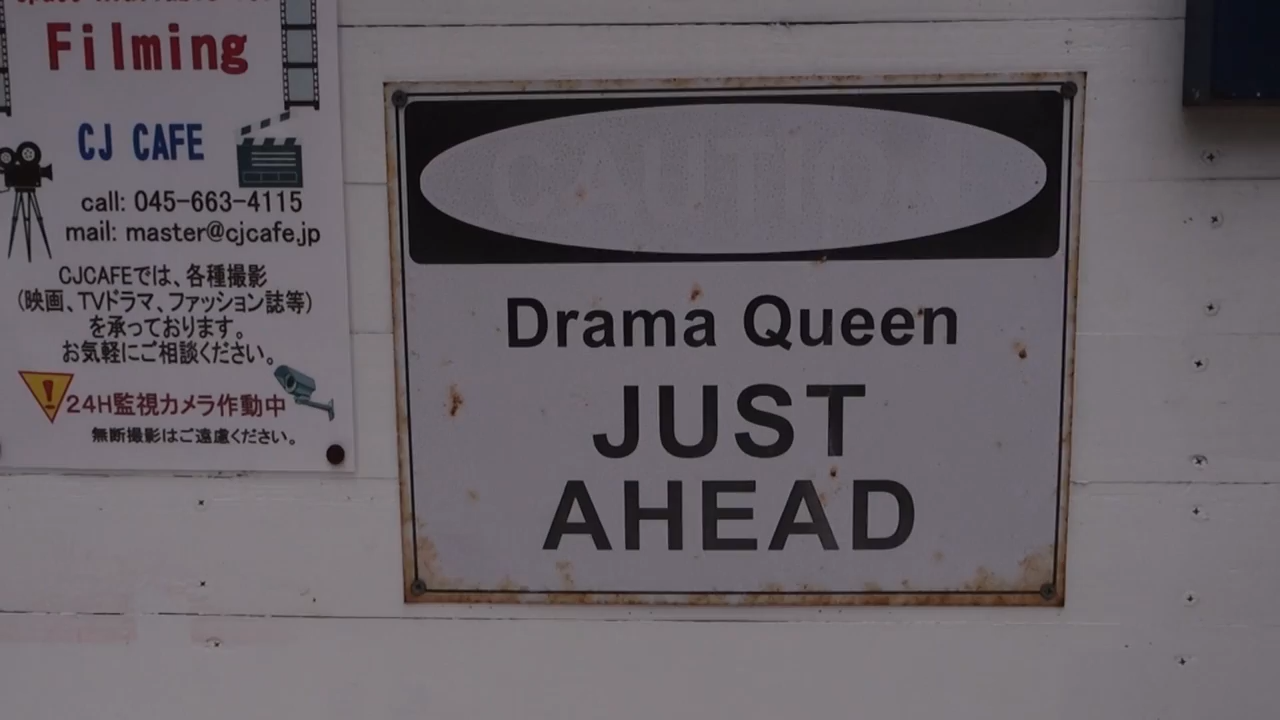 Filming
CJ CAFE
call: 045-663-4115
mail: master@cjcafe.jp
CJCAFEでは、各種撮影
(映画、TVドラマ、ファッション誌等)
を承っております。
お気軽にご相談ください。
24H監視カメラ作動中
無断撮影はご遠慮ください。
CAUTION
Drama Queen
JUST
AHEAD